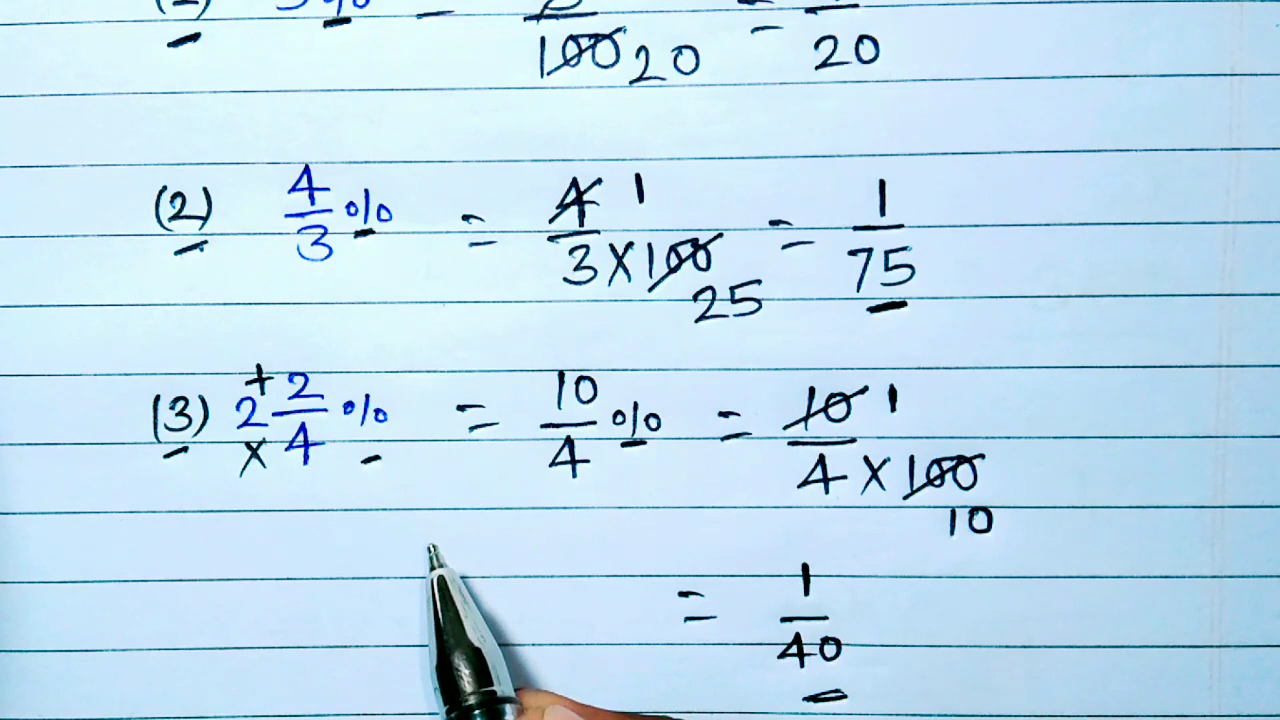 100 20 = 20
(2) 4/3 % = 4/3×100 1 25 = 1/75
(3) 2 + × 2/4 % = 10/4 % = 10/4×100 1 10
= 1/40